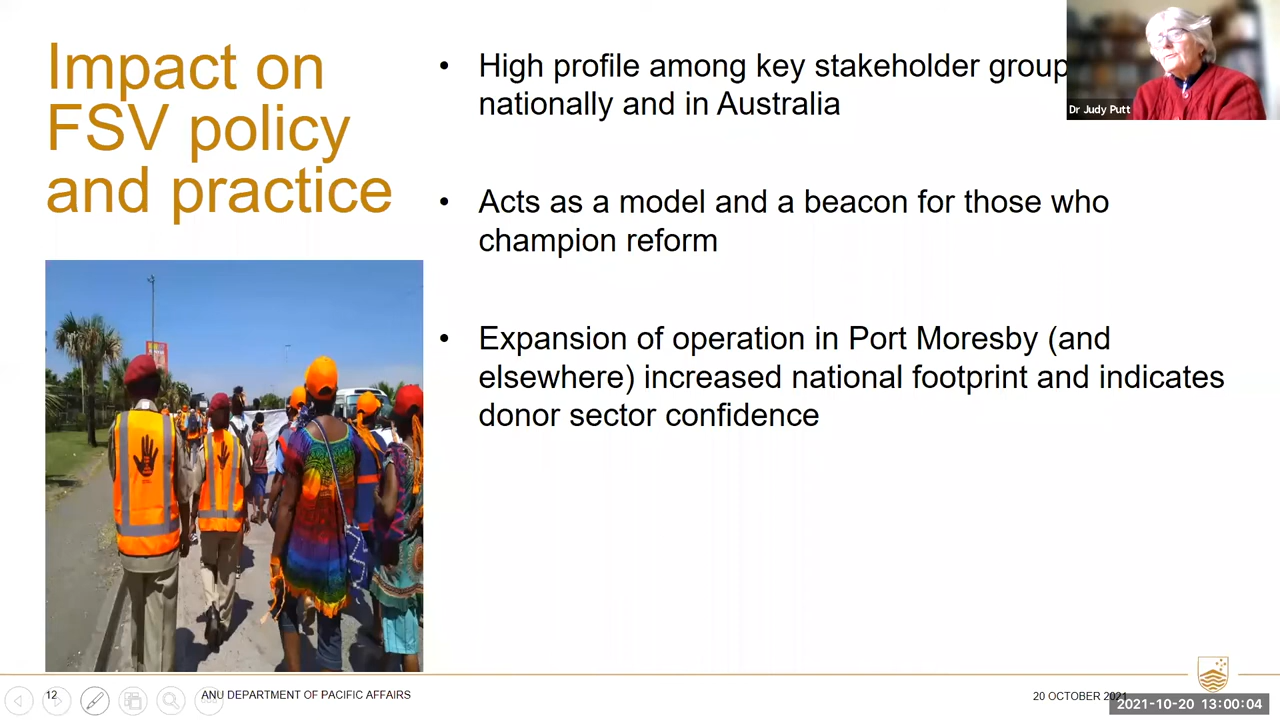 Impact on
FSV policy
and practice
• High profile among key stakeholder group
nationally and in Australia
• Acts as a model and a beacon for those who
champion reform
• Expansion of operation in Port Moresby (and
elsewhere) increased national footprint and indicates
donor sector confidence
Dr Judy Putt
12
ANU DEPARTMENT OF PACIFIC AFFAIRS
20 OCTOBER 2021
2021-10-20 13:00:04